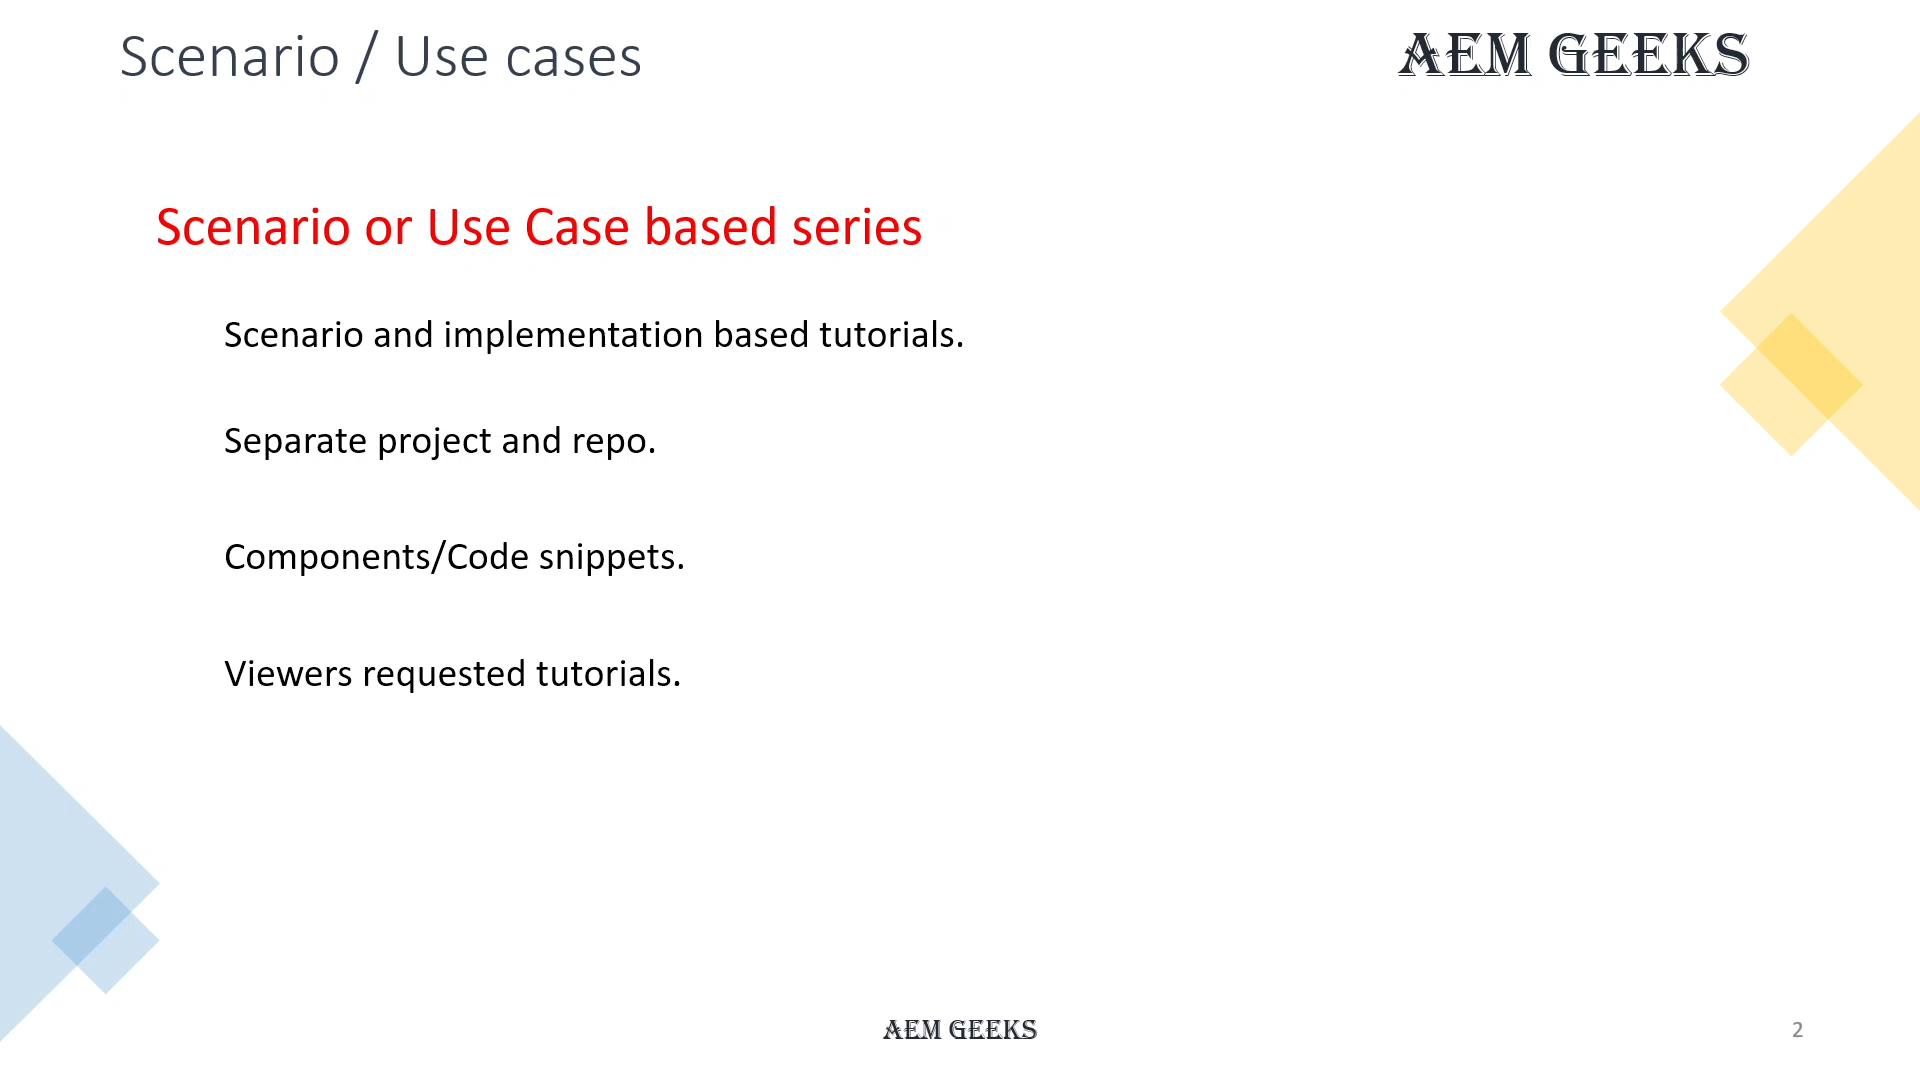 Scenario / Use cases
AEM GEEKS
Scenario or Use Case based series
Scenario and implementation based tutorials.
Separate project and repo.
Components/Code snippets.
Viewers requested tutorials.
AEM GEEKS
2